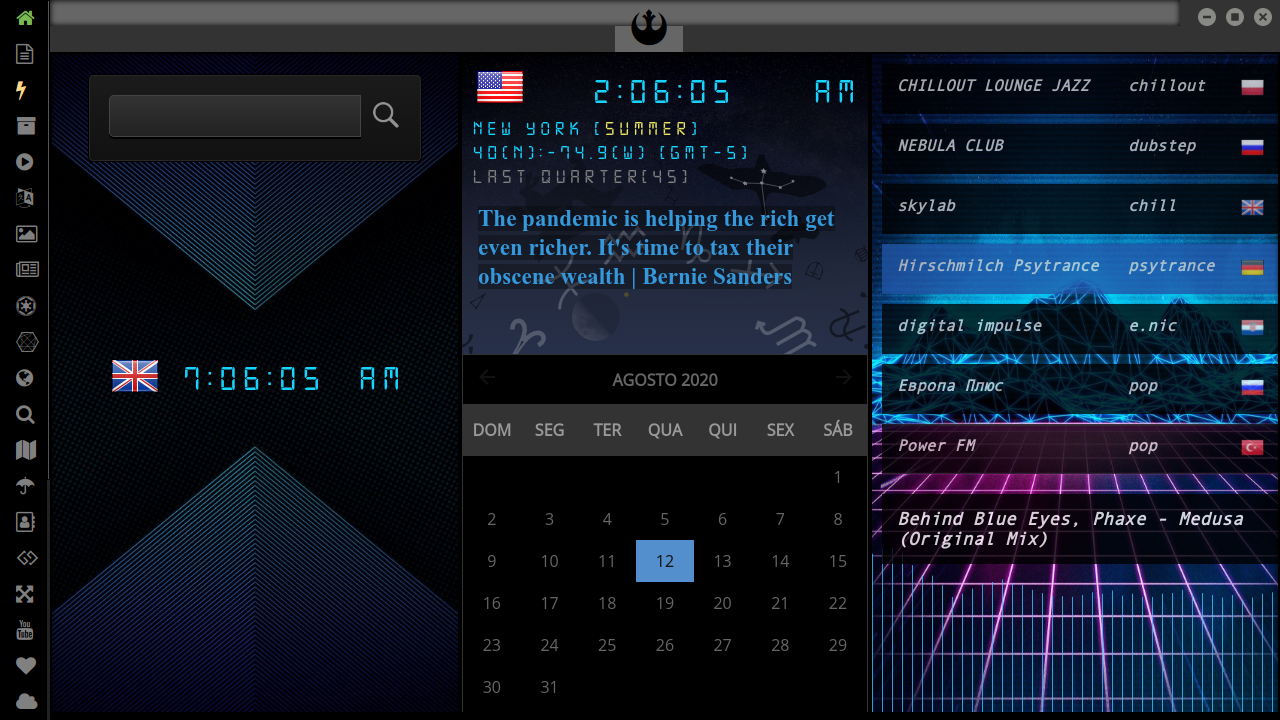 7:06:05 AM
2:06:05 AM
NEW YORK (SUMMER)
40(N):-74.9(W) (GMT-5)
LAST QUARTER(45)
The pandemic is helping the rich get
even richer. It's time to tax their
obscene wealth | Bernie Sanders
AGOSTO 2020
DOM SEG TER QUA QUI SEX SÁB
1
2 3 4 5 6 7 8
9 10 11 12 13 14 15
16 17 18 19 20 21 22
23 24 25 26 27 28 29
30 31
CHILLOUT LOUNGE JAZZ chillout
NEBULA CLUB dubstep
skylab chill
Hirschmilch Psytrance psytrance
digital impulse e.nic
Европа Плюс pop
Power FM pop
Behind Blue Eyes, Phaxe - Medusa
(Original Mix)
You
Tube